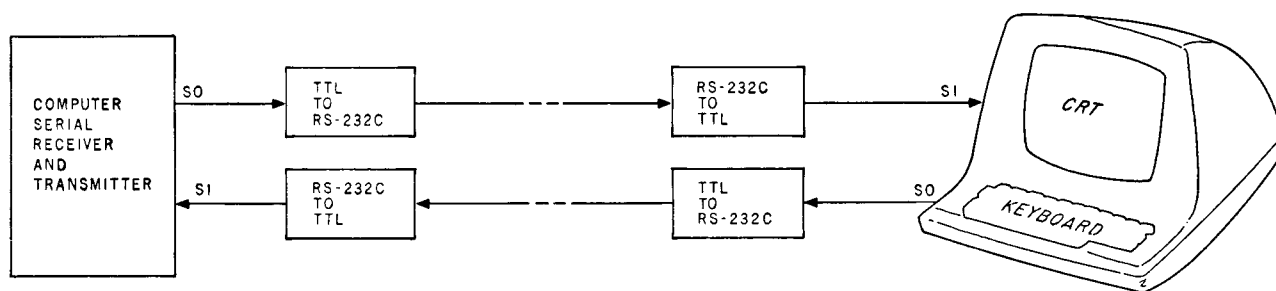 COMPUTER
SERIAL
RECEIVER
AND
TRANSMITTER
SO
TTL
TO
RS-232C
RS-232C
TO
TTL
SI
CRT
SI
RS-232C
TO
TTL
TTL
TO
RS-232C
SO
KEYBOARD